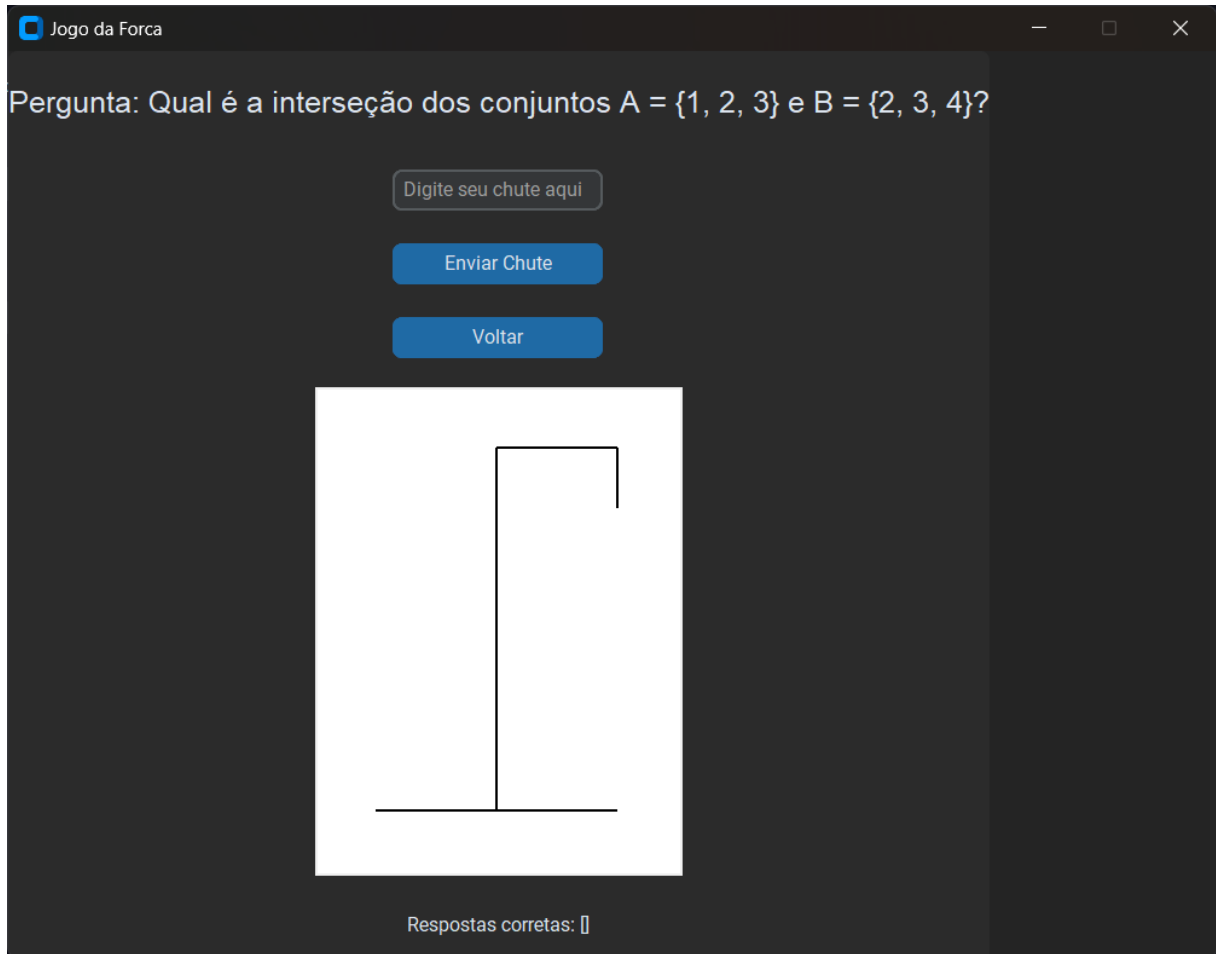 Jogo da Forca
Pergunta: Qual é a interseção dos conjuntos A = {1, 2, 3} e B = {2, 3, 4}?
Digite seu chute aqui
Enviar Chute
Voltar
Respostas corretas: []